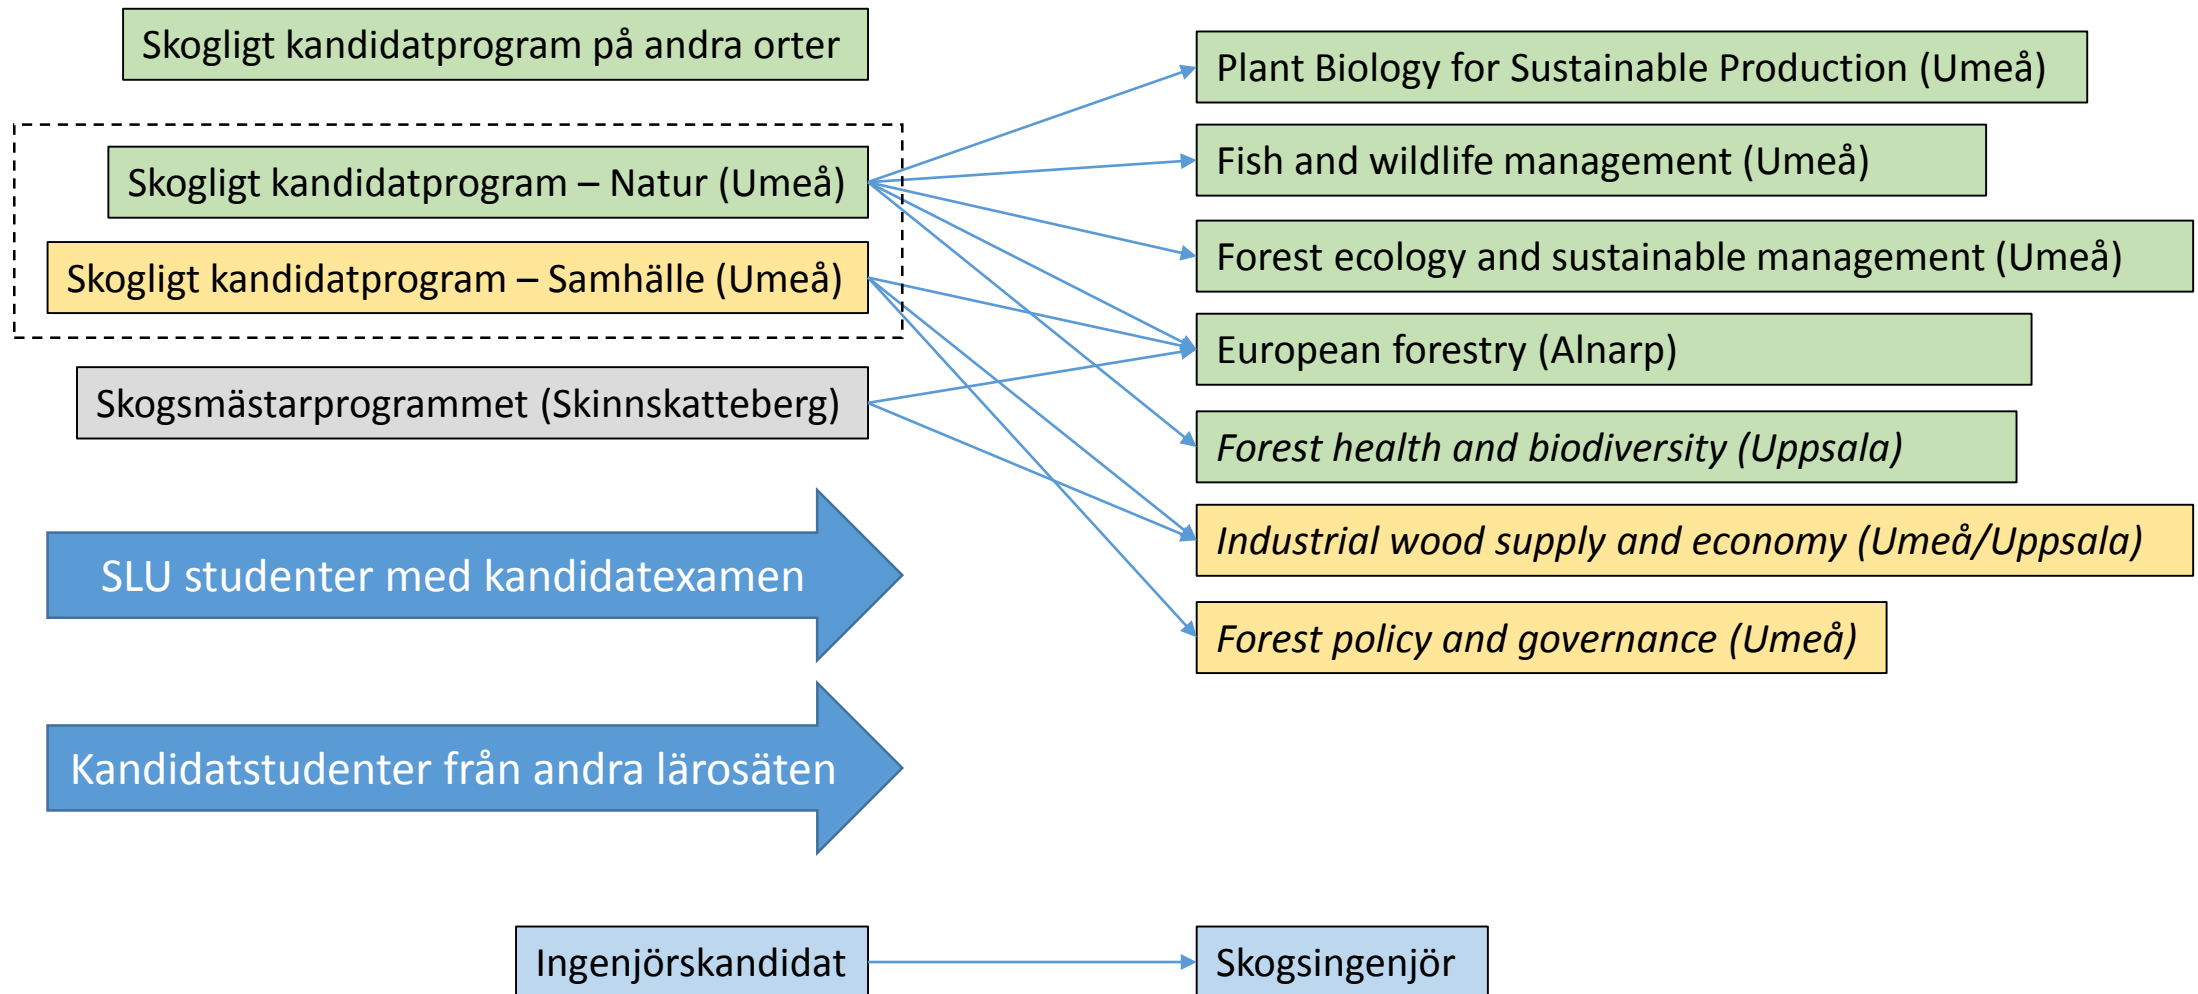 Skogligt kandidatprogram på andra orter
Skogligt kandidatprogram – Natur (Umeå)
Skogligt kandidatprogram – Samhälle (Umeå)
Skogsmästarprogrammet (Skinnskatteberg)
SLU studenter med kandidatexamen
Kandidatstudenter från andra lärosäten
Ingenjörskandidat
Plant Biology for Sustainable Production (Umeå)
Fish and wildlife management (Umeå)
Forest ecology and sustainable management (Umeå)
European forestry (Alnarp)
Forest health and biodiversity (Uppsala)
Industrial wood supply and economy (Umeå/Uppsala)
Forest policy and governance (Umeå)
Skogsingenjör